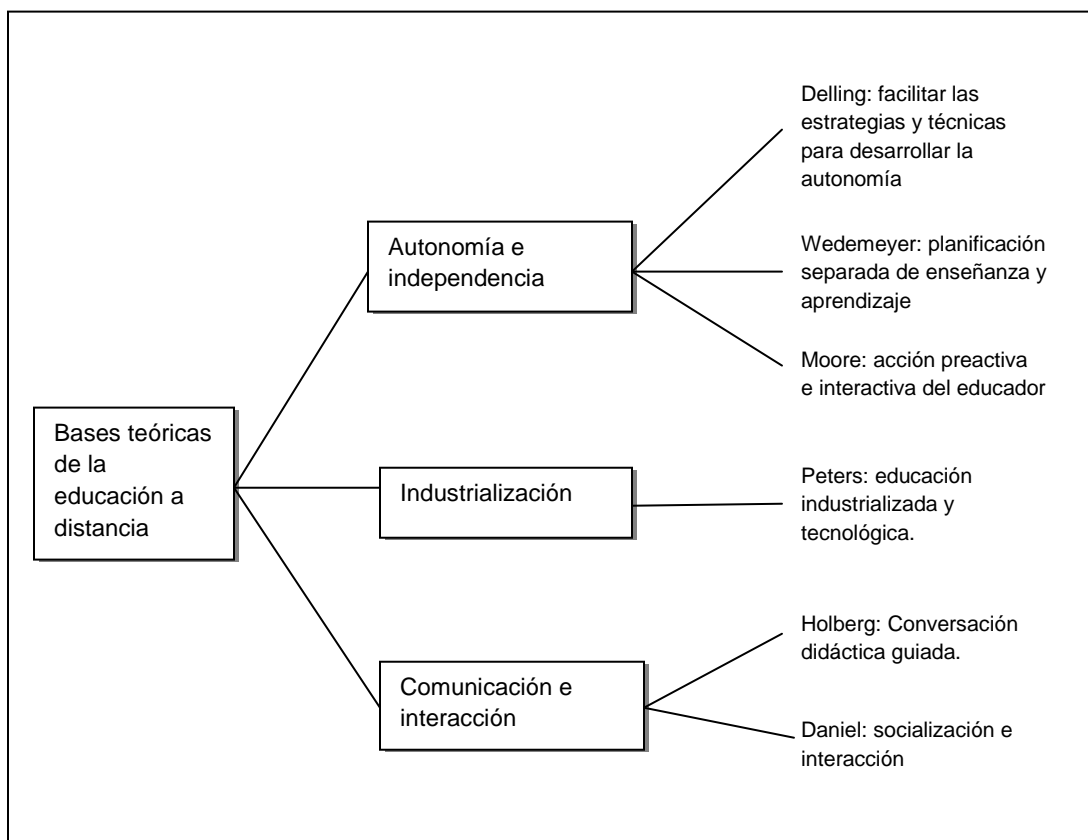 Bases teóricas
de la
educación a
distancia
Autonomía e
independencia
Delling: facilitar las
estrategias y técnicas
para desarrollar la
autonomía
Wedemeyer: planificación
separada de enseñanza y
aprendizaje
Moore: acción preactiva
e interactiva del educador
Industrialización
Peters: educación
industrializada y
tecnológica.
Comunicación e
interacción
Holberg: Conversación
didáctica guiada.
Daniel: socialización e
interacción